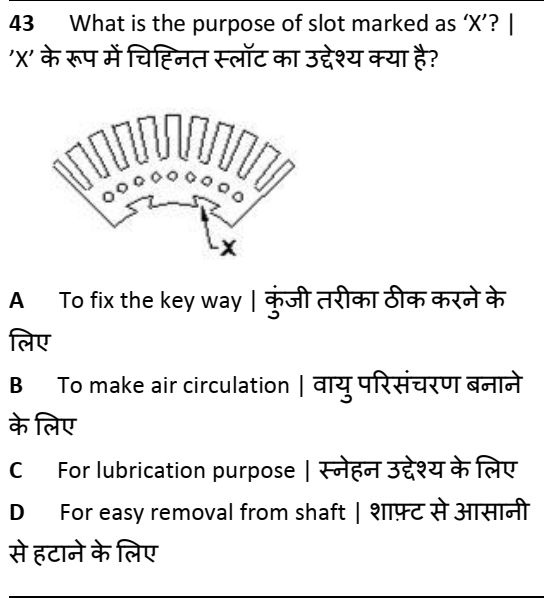 43 What is the purpose of slot marked as ‘X’? |
’X’ के रूप में चिह्नित स्लॉट का उद्देश्य क्या है?
X
A To fix the key way | कुंजी तरीका ठीक करने के
लिए
B To make air circulation | वायु परिसंचरण बनाने
के लिए
C For lubrication purpose | स्नेहन उद्देश्य के लिए
D For easy removal from shaft | शाफ़्ट से आसानी
से हटाने के लिए